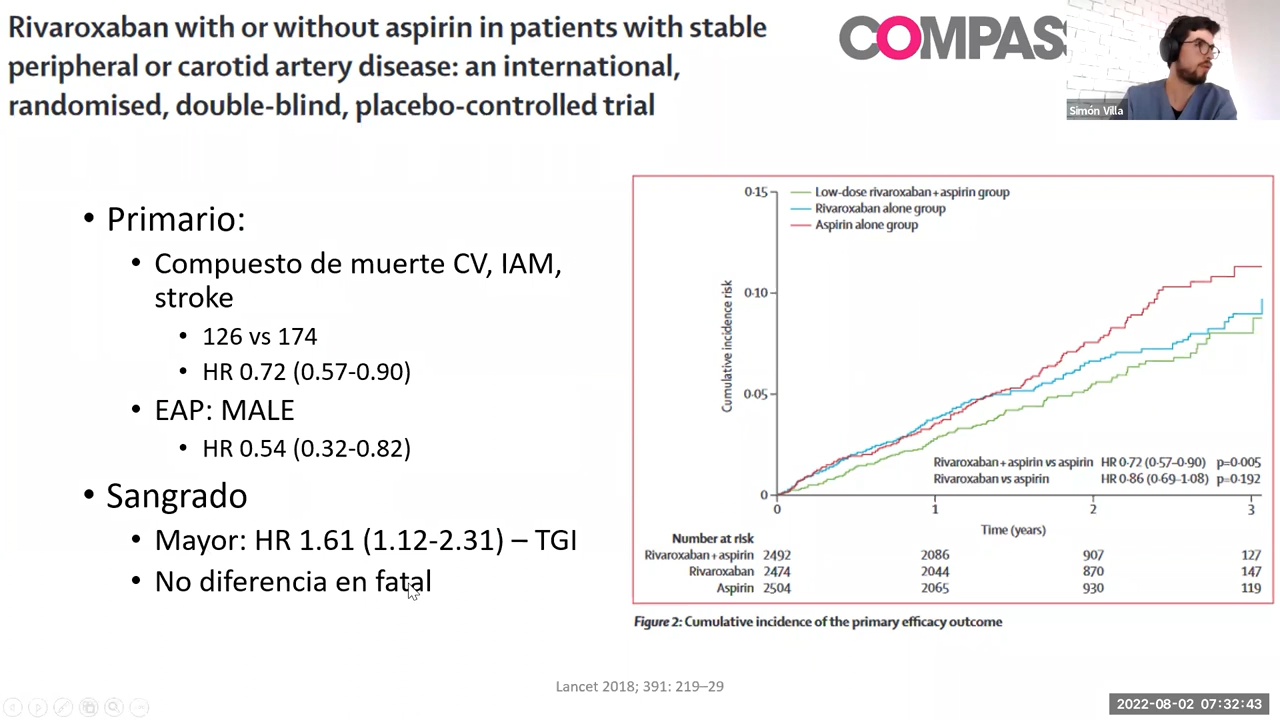 Rivaroxaban with or without aspirin in patients with stable
peripheral or carotid artery disease: an international,
randomised, double-blind, placebo-controlled trial
COMPAS
Simón Villa
• Primario:
• Compuesto de muerte CV, IAM,
stroke
• 126 vs 174
• HR 0.72 (0.57-0.90)
• EAP: MALE
• HR 0.54 (0.32-0.82)
• Sangrado
• Mayor: HR 1.61 (1.12-2.31) – TGI
• No diferencia en fatal
0·15
0·10
0·05
0
Cumulative incidence risk
Low-dose rivaroxaban+aspirin group
Rivaroxaban alone group
Aspirin alone group
Rivaroxaban+aspirin vs aspirin HR 0·72 (0·57–0·90) p=0·005
Rivaroxaban vs aspirin HR 0·86 (0·69–1·08) p=0·192
0 1 2 3
Time (years)
Number at risk
Rivaroxaban+aspirin 2492 2086 907 127
Rivaroxaban 2474 2044 870 147
Aspirin 2504 2065 930 119
Figure 2: Cumulative incidence of the primary efficacy outcome
Lancet 2018; 391: 219–29
2022-08-02 07:32:43